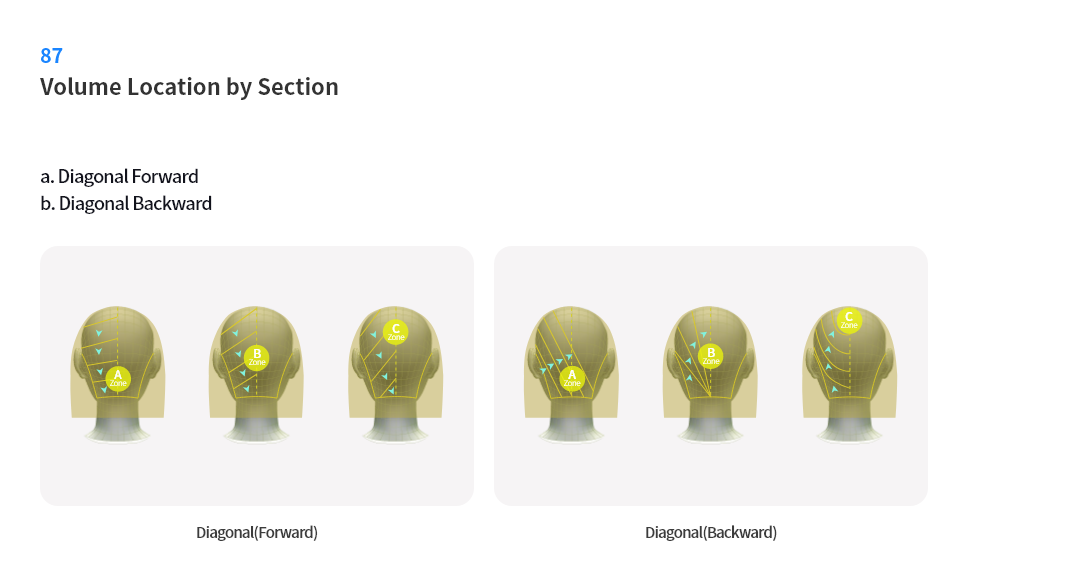 87
Volume Location by Section
a. Diagonal Forward
b. Diagonal Backward
A
Zone
B
Zone
C
Zone
A
Zone
B
Zone
C
Zone
Diagonal(Forward)
Diagonal(Backward)